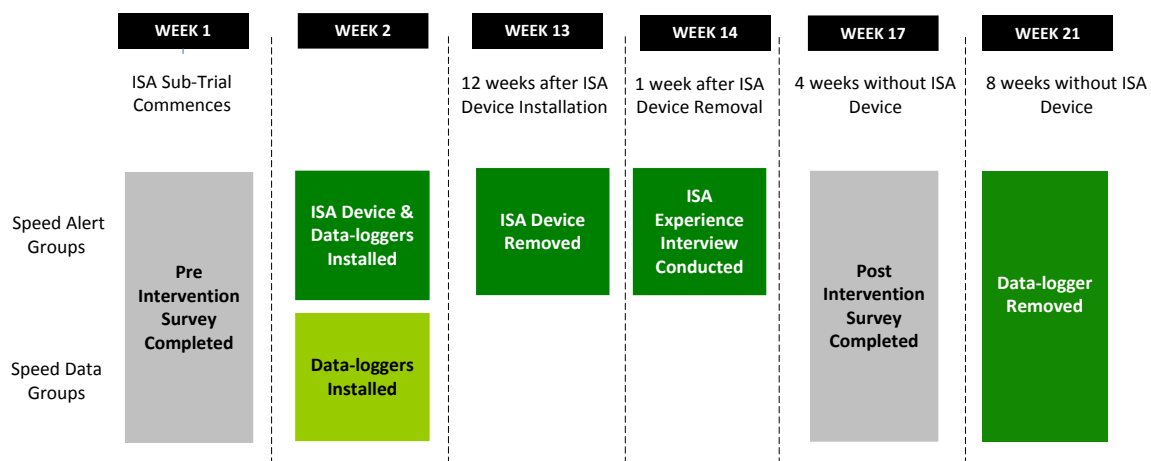 WEEK 1
WEEK 2
WEEK 13
WEEK 14
WEEK 17
WEEK 21
ISA Sub-Trial
Commences
12 weeks after ISA
Device Installation
1 week after ISA
Device Removal
4 weeks without ISA
Device
8 weeks without ISA
Device
Speed Alert
Groups
Speed Data
Groups
Pre
Intervention
Survey
Completed
ISA Device &
Data-loggers
Installed
Data-loggers
Installed
ISA Device
Removed
ISA
Experience
Interview
Conducted
Post
Intervention
Survey
Completed
Data-logger
Removed